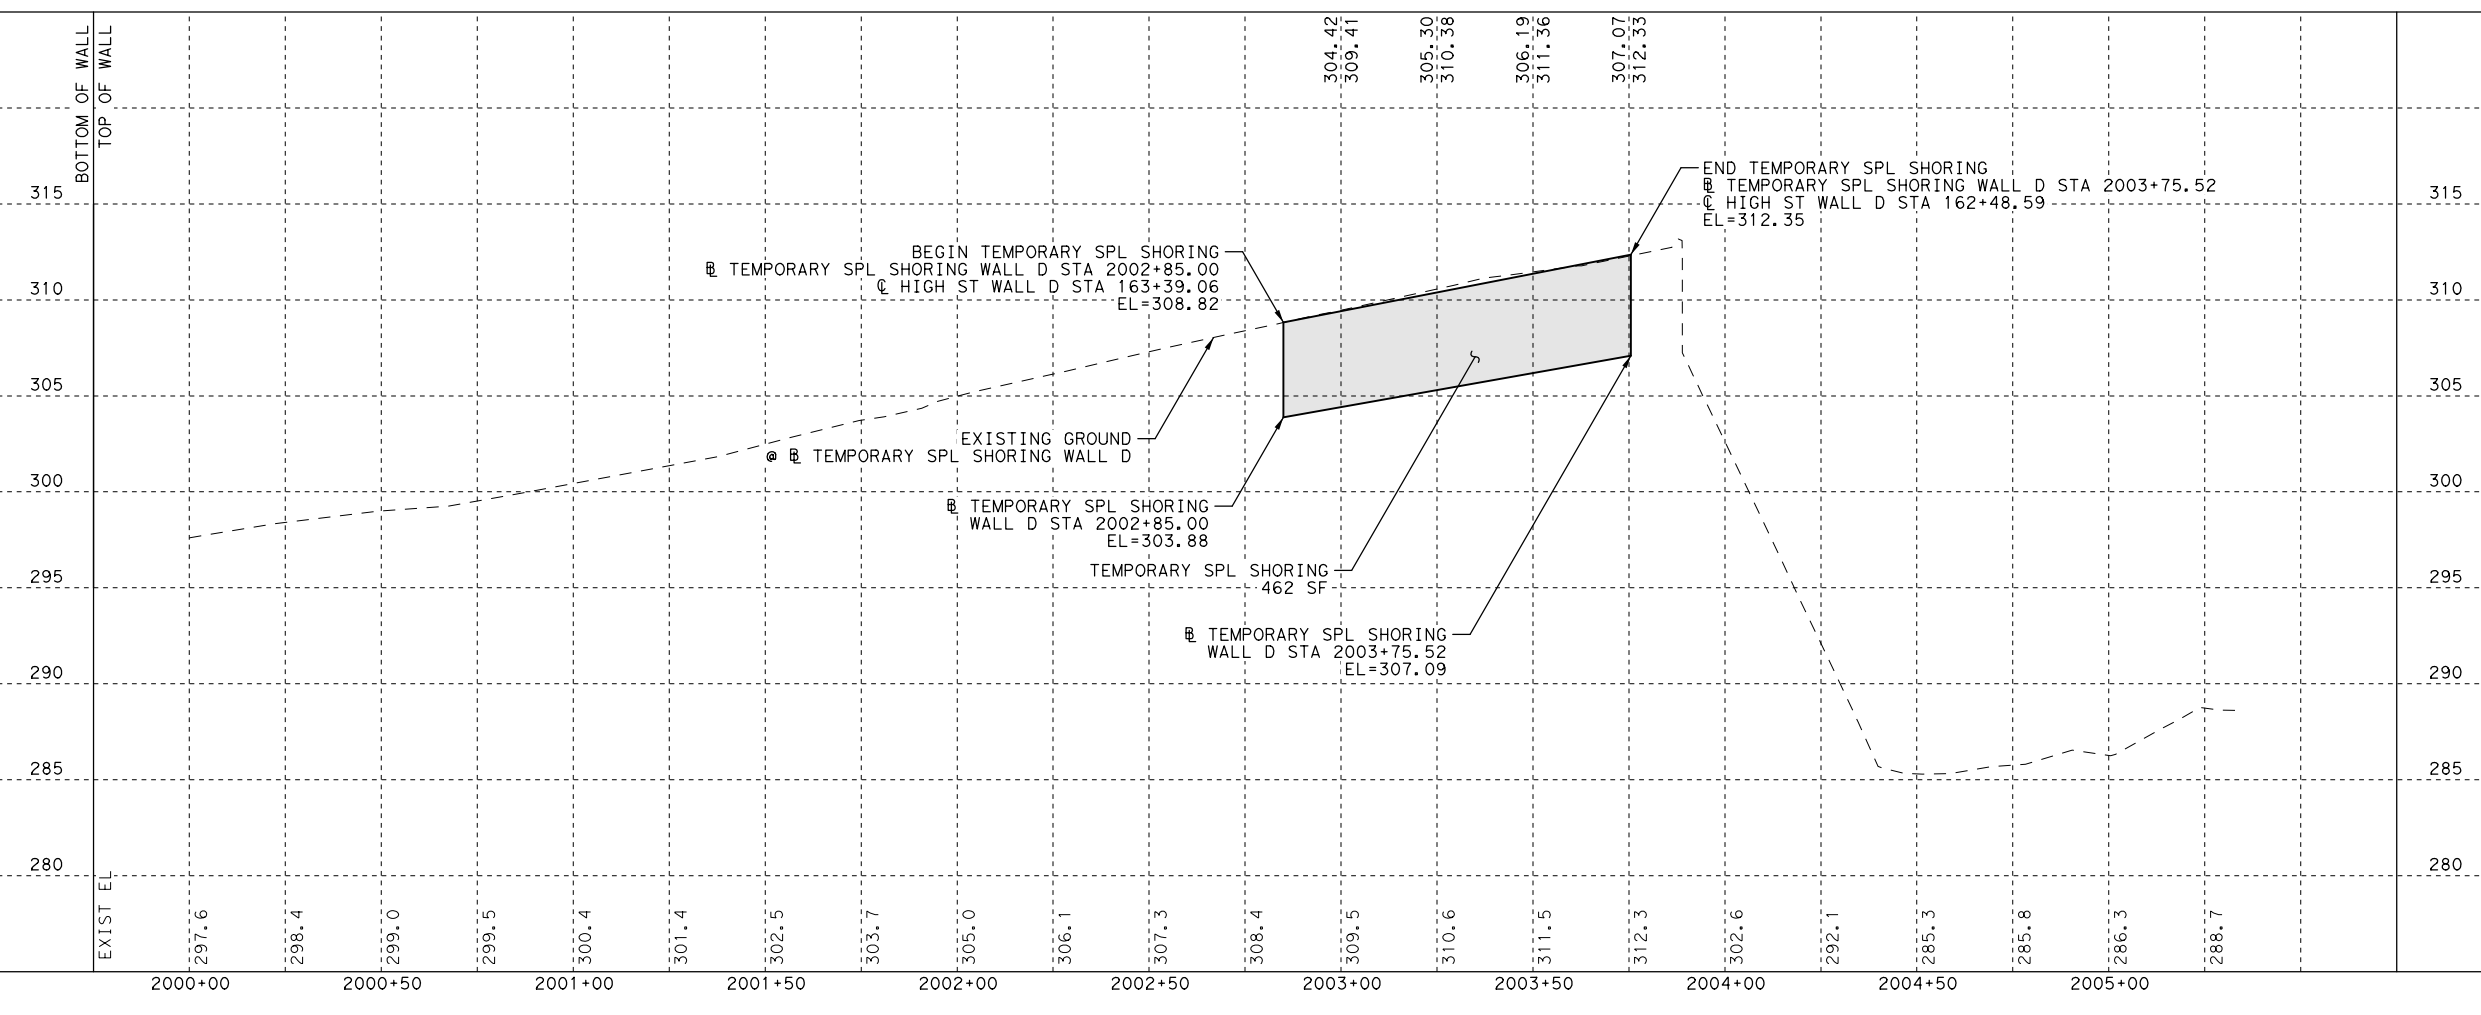 BOTTOM OF WALL
TOP OF WALL
304.42
309.41
305.30
310.38
306.19
311.36
307.07
312.33
END TEMPORARY SPL SHORING
℄ TEMPORARY SPL SHORING WALL D STA 2003+75.52
℄ HIGH ST WALL D STA 162+48.59
EL=312.35
315
315
BEGIN TEMPORARY SPL SHORING
℄ TEMPORARY SPL SHORING WALL D STA 2002+85.00
℄ HIGH ST WALL D STA 163+39.06
EL=308.82
310
310
305
305
EXISTING GROUND
@ ℄ TEMPORARY SPL SHORING WALL D
300
300
℄ TEMPORARY SPL SHORING
WALL D STA 2002+85.00
EL=303.88
TEMPORARY SPL SHORING
462 SF
295
295
℄ TEMPORARY SPL SHORING
WALL D STA 2003+75.52
EL=307.09
290
290
285
285
280
280
EXIST EL
297.6
298.4
299.0
299.5
300.4
301.4
302.5
303.7
305.0
306.1
307.3
308.4
309.5
310.6
311.5
312.3
302.6
292.1
285.3
285.8
286.3
288.7
2000+00
2000+50
2001+00
2001+50
2002+00
2002+50
2003+00
2003+50
2004+00
2004+50
2005+00